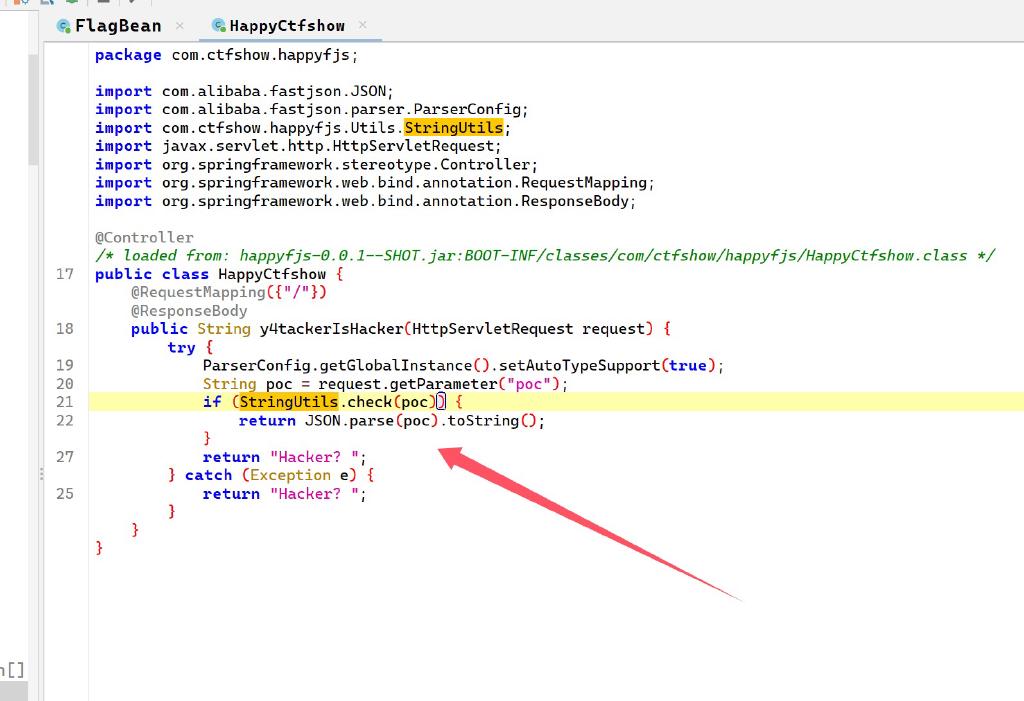 FlagBean
HappyCtfshow
package com.ctfshow.happyfjs;
import com.alibaba.fastjson.JSON;
import com.alibaba.fastjson.parser.ParserConfig;
import com.ctfshow.happyfjs.Utils.StringUtils;
import javax.servlet.http.HttpServletRequest;
import org.springframework.stereotype.Controller;
import org.springframework.web.bind.annotation.RequestMapping;
import org.springframework.web.bind.annotation.ResponseBody;
@Controller
/* loaded from: happyfjs-0.0.1--SHOT.jar:BOOT-INF/classes/com/ctfshow/happyfjs/HappyCtfshow.class */
17 public class HappyCtfshow {
@RequestMapping({"/"})
@ResponseBody
18 public String y4tackerIsHacker(HttpServletRequest request) {
try {
19 ParserConfig.getGlobalInstance().setAutoTypeSupport(true);
20 String poc = request.getParameter("poc");
21 if (StringUtils.check(poc)) {
22 return JSON.parse(poc).toString();
}
27 return "Hacker? ";
} catch (Exception e) {
25 return "Hacker? ";
}
}
}
n[]